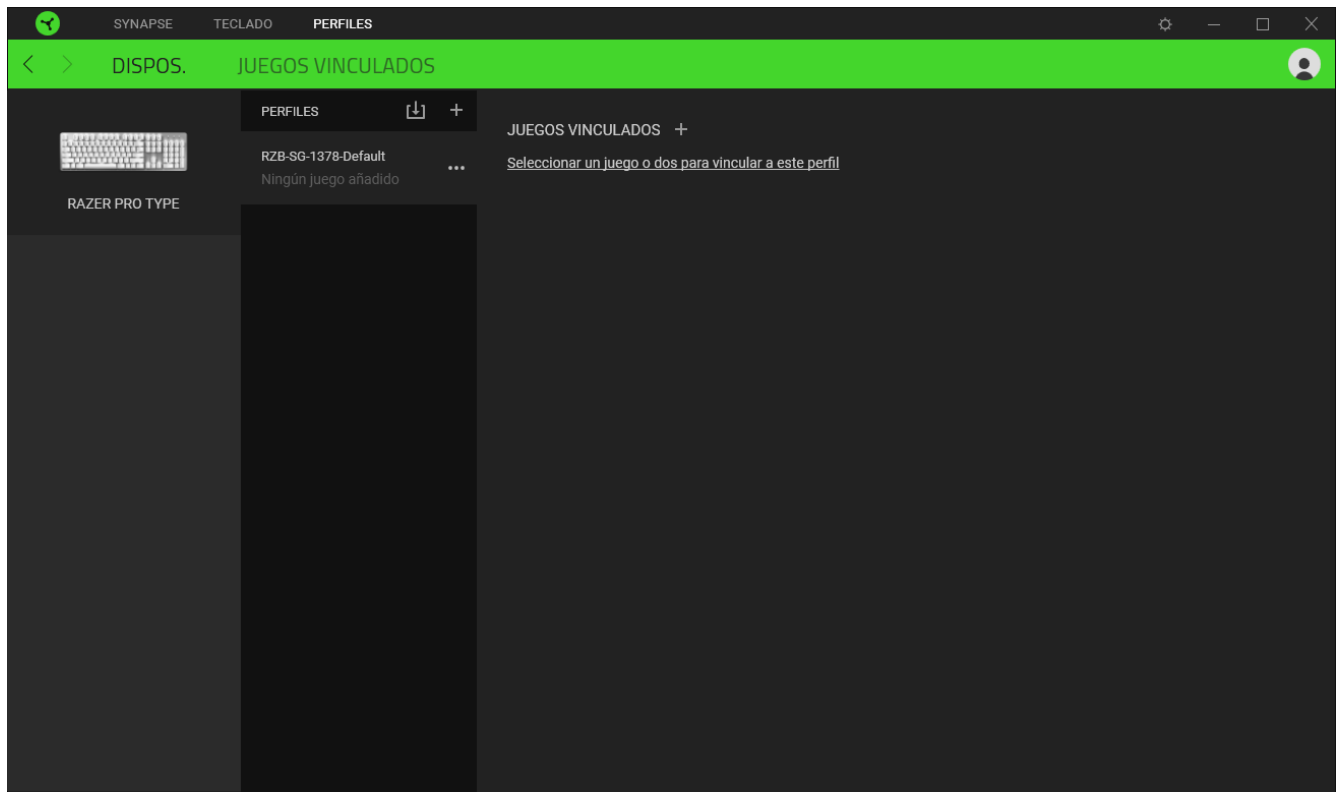 SYNAPSE TECLADO PERFILES
DISPOS. JUEGOS VINCULADOS
RAZER PRO TYPE
PERFILES
RZB-SG-1378-Default
Ningún juego añadido
JUEGOS VINCULADOS
Seleccionar un juego o dos para vincular a este perfil